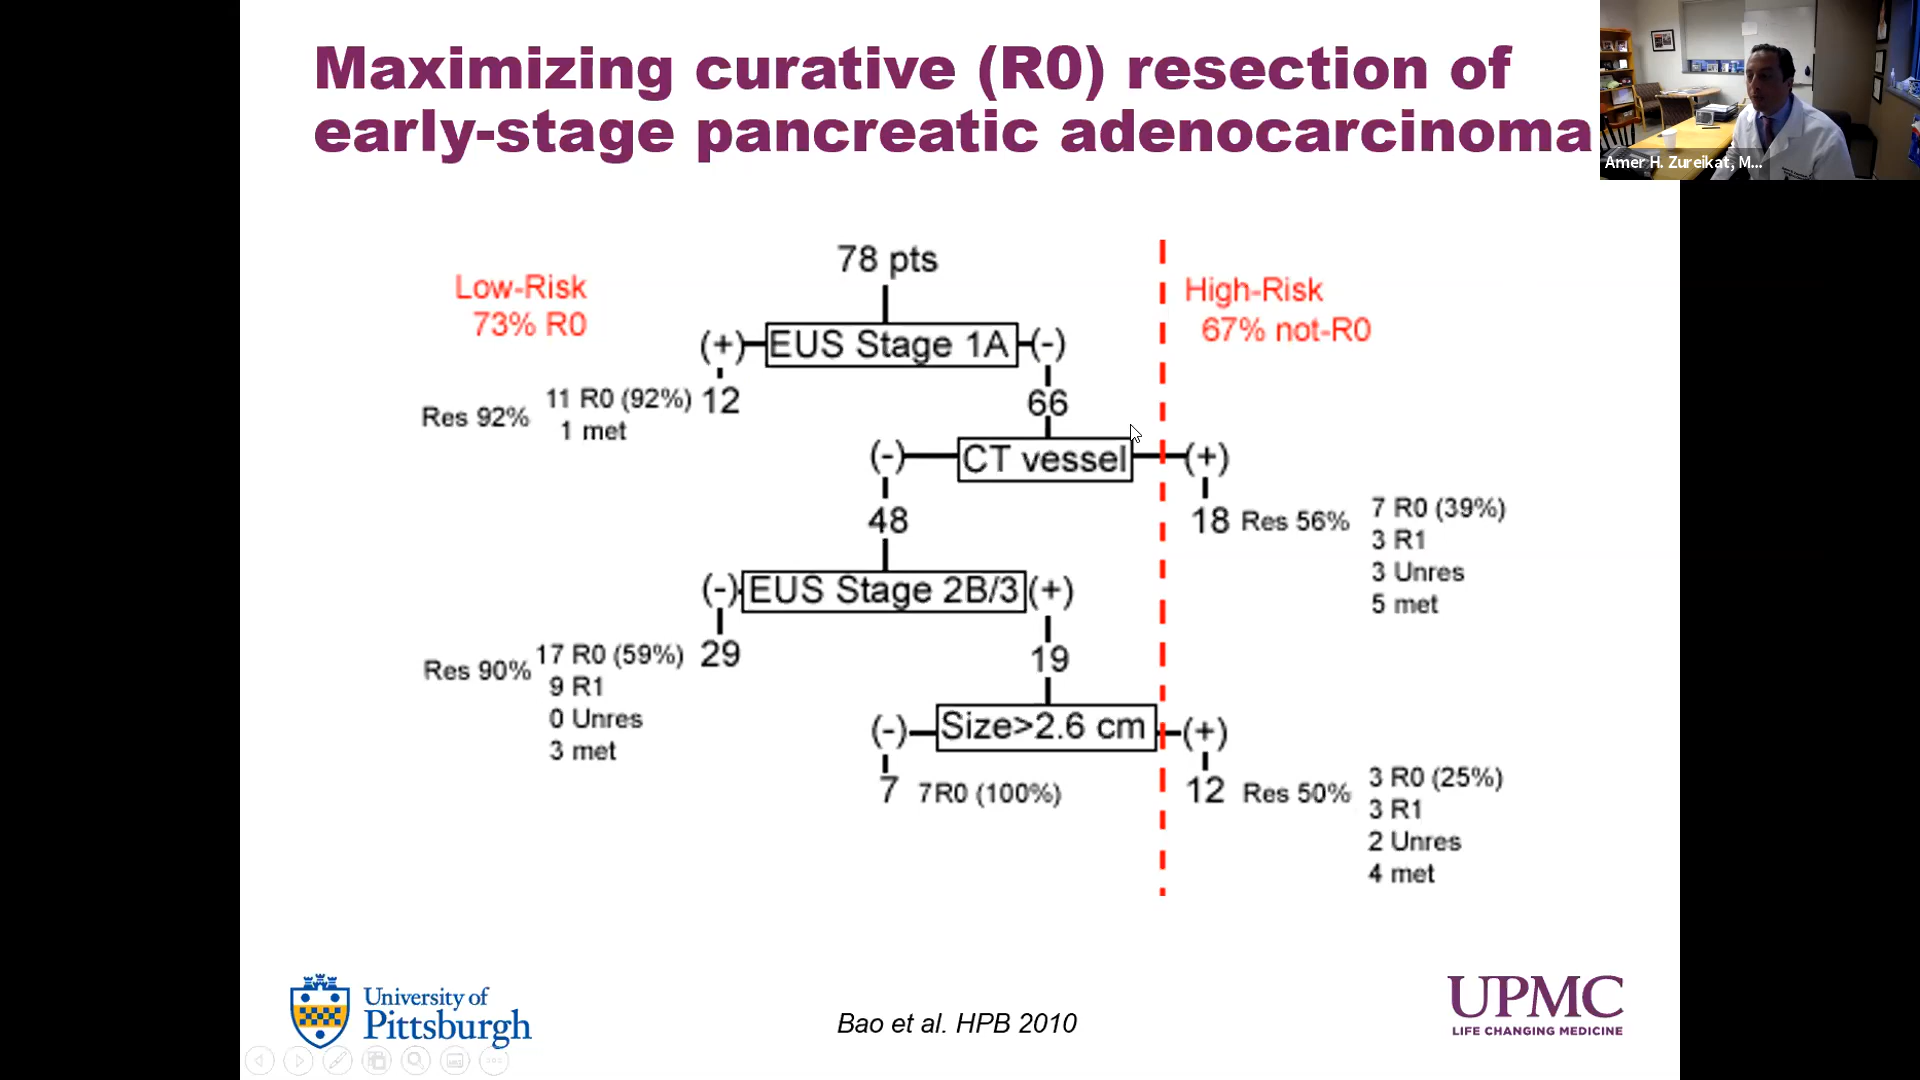 Maximizing curative (R0) resection of
early-stage pancreatic adenocarcinoma
Amer H. Zureikat, M...
78 pts
Low-Risk
73% R0
High-Risk
67% not-R0
(+) EUS Stage 1A (-)
Res 92%
11 R0 (92%)
1 met
12
66
(-) CT vessel (+)
48
18
Res 56%
7 R0 (39%)
3 R1
3 Unres
5 met
(-) EUS Stage 2B/3 (+)
Res 90%
17 R0 (59%)
9 R1
0 Unres
3 met
29
19
(-) Size>2.6 cm (+)
7
7R0 (100%)
12
Res 50%
3 R0 (25%)
3 R1
2 Unres
4 met
University of
Pittsburgh
Bao et al. HPB 2010
UPMC
LIFE CHANGING MEDICINE